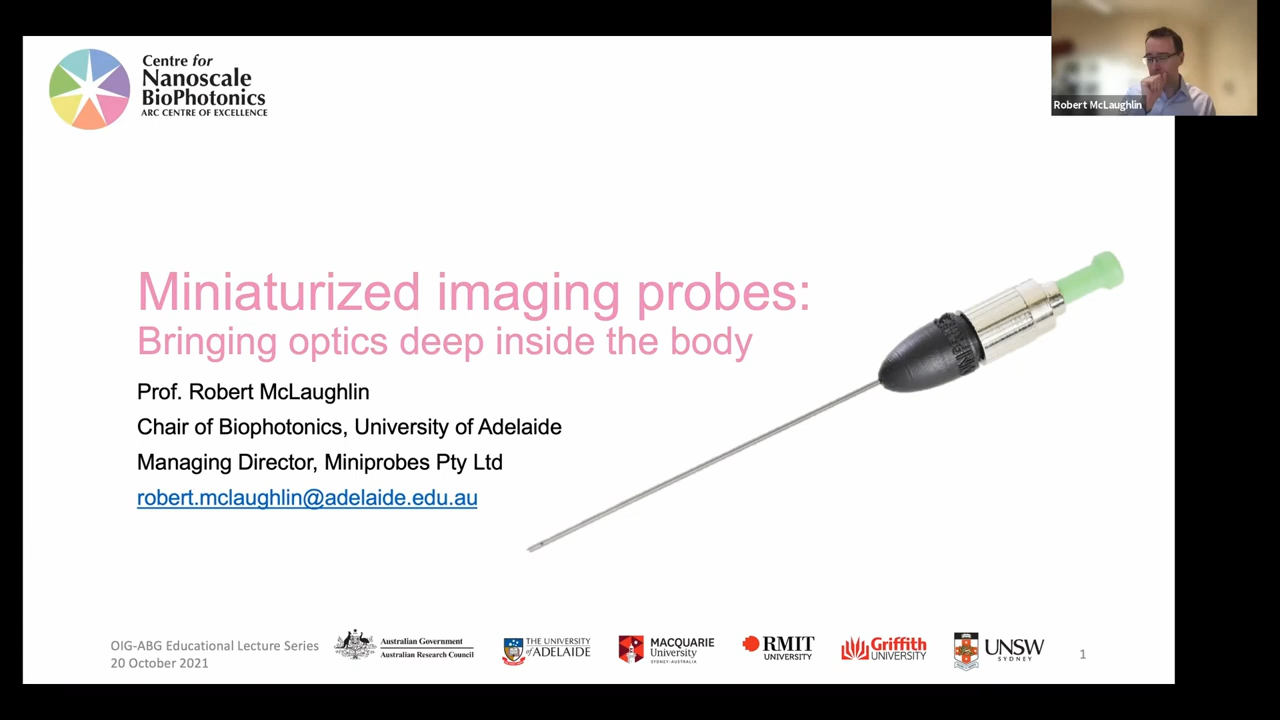 Centre for
Nanoscale
BioPhotonics
ARC CENTRE OF EXCELLENCE
Robert McLaughlin
Miniaturized imaging probes:
Bringing optics deep inside the body
Prof. Robert McLaughlin
Chair of Biophotonics, University of Adelaide
Managing Director, Miniprobes Pty Ltd
robert.mclaughlin@adelaide.edu.au
OIG-ABG Educational Lecture Series
20 October 2021
Australian Government
Australian Research Council
THE UNIVERSITY
of ADELAIDE
MACQUARIE
University
SYDNEY·AUSTRALIA
RMIT
UNIVERSITY
Griffith
UNIVERSITY
UNSW
SYDNEY
1